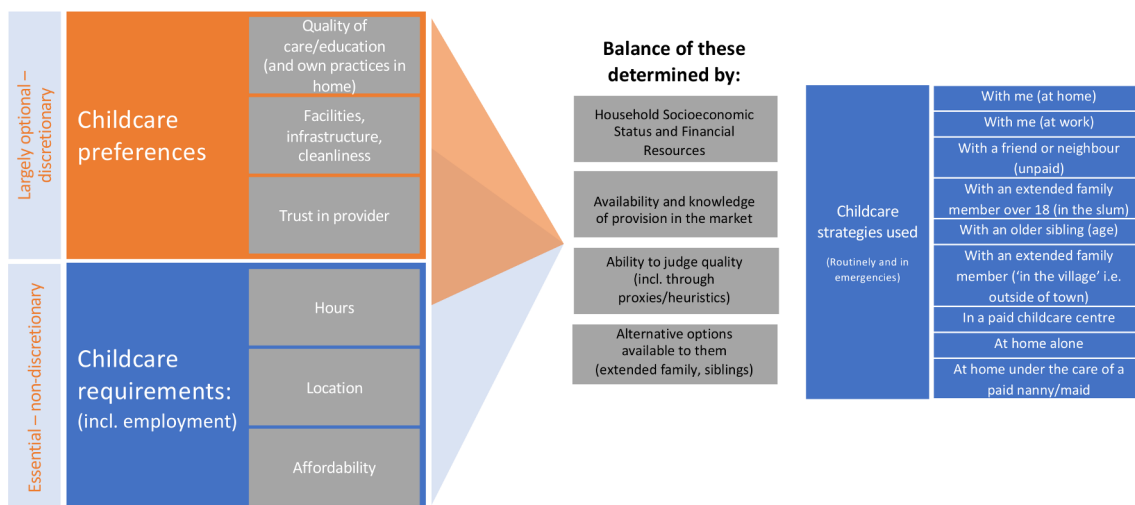 Largely optional –
discretionary
Childcare
preferences
Quality of
care/education
(and own practices in
home)
Facilities,
infrastructure,
cleanliness
Trust in provider
Essential – non-discretionary
Childcare
requirements:
(incl. employment)
Hours
Location
Affordability
Balance of these
determined by:
Household Socioeconomic
Status and Financial
Resources
Availability and knowledge
of provision in the market
Ability to judge quality
(incl. through
proxies/heuristics)
Alternative options
available to them
(extended family, siblings)
Childcare
strategies used
(Routinely and in
emergencies)
With me (at home)
With me (at work)
With a friend or neighbour
(unpaid)
With an extended family
member over 18 (in the slum)
With an older sibling (age)
With an extended family
member (‘in the village’ i.e.
outside of town)
In a paid childcare centre
At home alone
At home under the care of a
paid nanny/maid